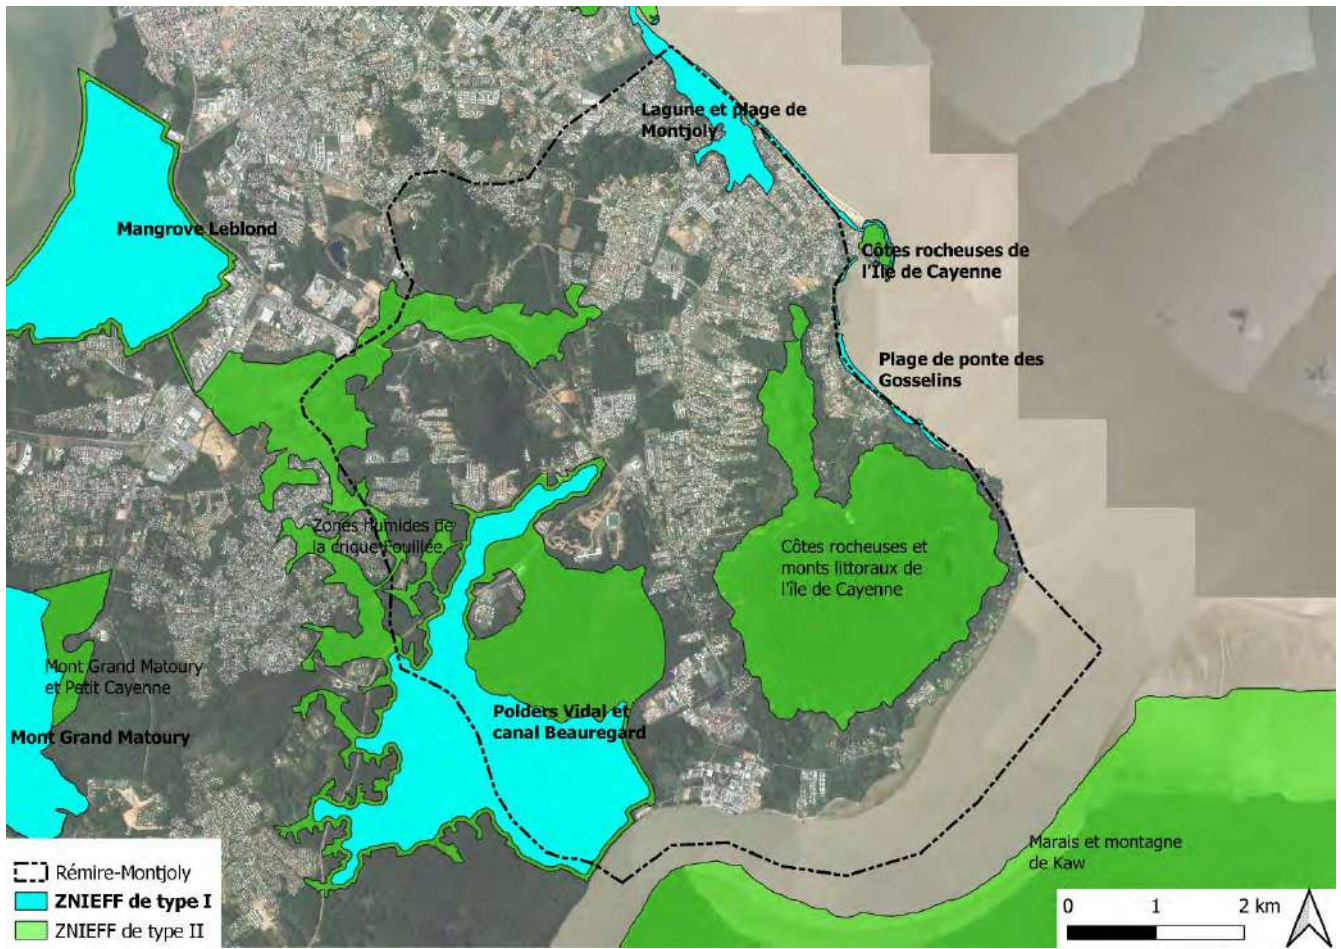 Lagune et plage de
Montjoly
Mangrove Leblond
Côtes rocheuses de
l'Ile de Cayenne
Plage de ponte des
Gosselins
Zones humides de
la crique Fouillée
Côtes rocheuses et
monts littoraux de
l'île de Cayenne
Mont Grand Matoury
et Petit Cayenne
Mont Grand Matoury
Polders Vidal et
canal Beauregard
Marais et montagne
de Kaw
Rémire-Montjoly
ZNIEFF de type I
ZNIEFF de type II
0 1 2 km